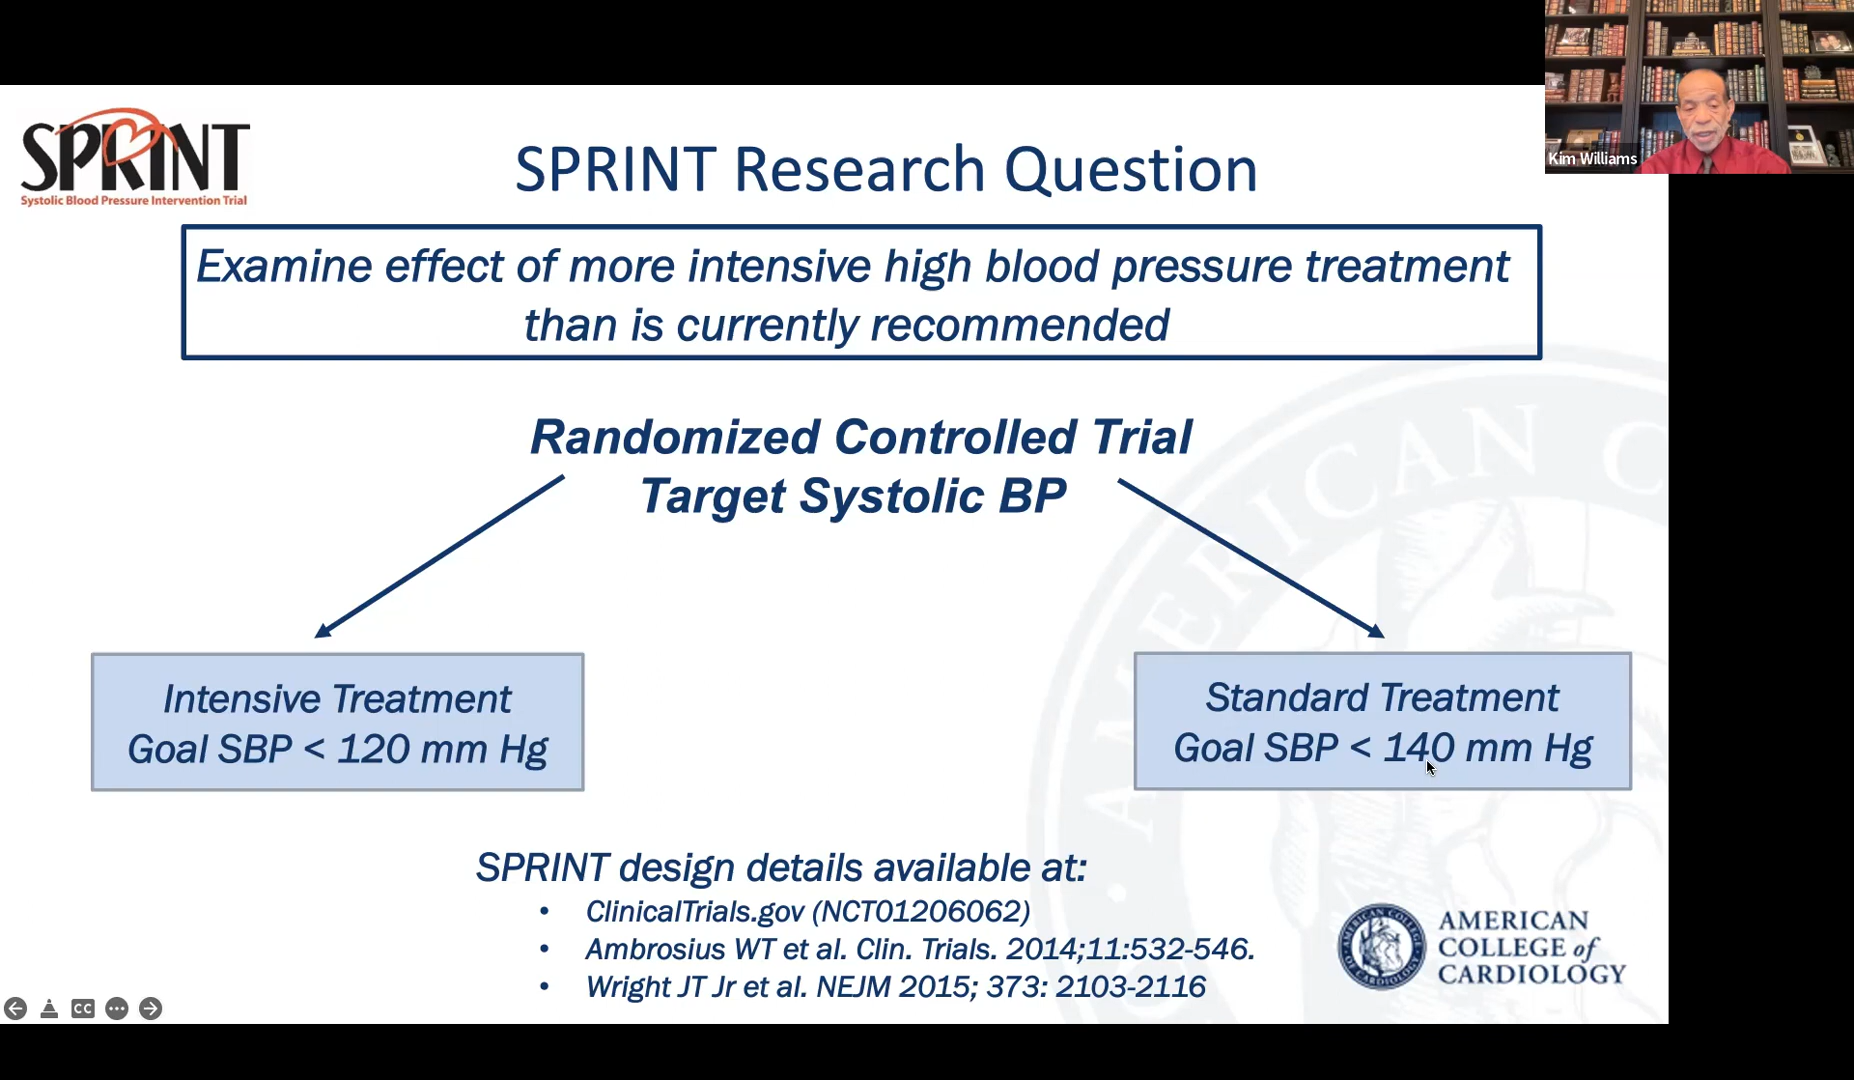 Kim Williams
SPRINT
Systolic Blood Pressure Intervention Trial
SPRINT Research Question
Examine effect of more intensive high blood pressure treatment
than is currently recommended
Randomized Controlled Trial
Target Systolic BP
Intensive Treatment
Goal SBP < 120 mm Hg
Standard Treatment
Goal SBP < 140 mm Hg
SPRINT design details available at:
• ClinicalTrials.gov (NCT01206062)
• Ambrosius WT et al. Clin. Trials. 2014;11:532-546.
• Wright JT Jr et al. NEJM 2015; 373: 2103-2116
AMERICAN
COLLEGE of
CARDIOLOGY
CC
AMERICAN C